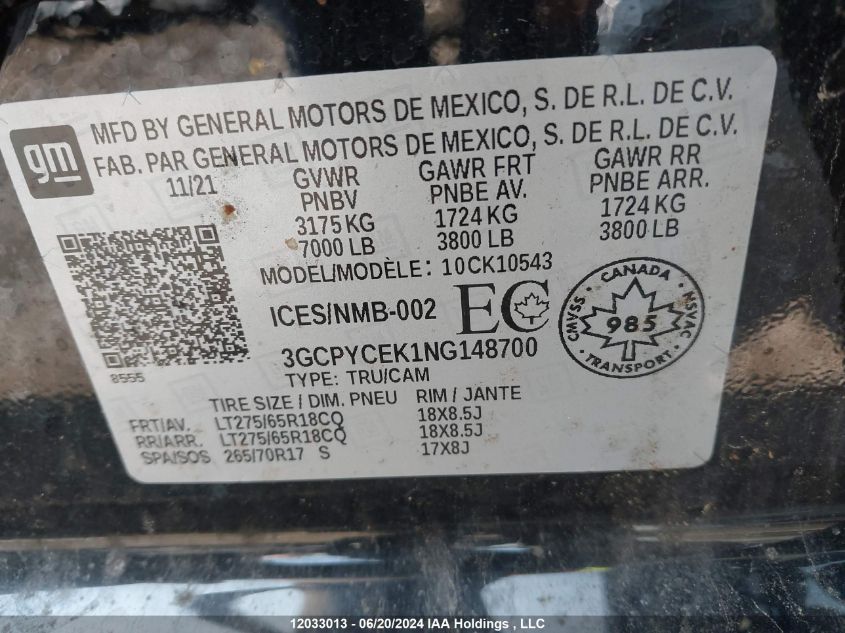 MFD BY GENERAL MOTORS DE MEXICO, S. DE R.L. DE C.V.
FAB. PAR GENERAL MOTORS DE MEXICO, S. DE R.L. DE C.V.
gm
11/21 GVWR GAWR FRT GAWR RR
PNBV PNBE AV. PNBE ARR.
3175 KG 1724 KG 1724 KG
7000 LB 3800 LB 3800 LB
MODEL/MODÈLE: 10CK10543
ICES/NMB-002 EC
CANADA
CMVSS 985 NSVAC
TRANSPORT
3GCPYCEK1NG148700
8555
TYPE: TRU/CAM
TIRE SIZE / DIM. PNEU RIM / JANTE
FRT/AV. LT275/65R18CQ 18X8.5J
RR/ARR. LT275/65R18CQ 18X8.5J
SPA/SOS 265/70R17 S 17X8J
12033013 - 06/20/2024 IAA Holdings, LLC